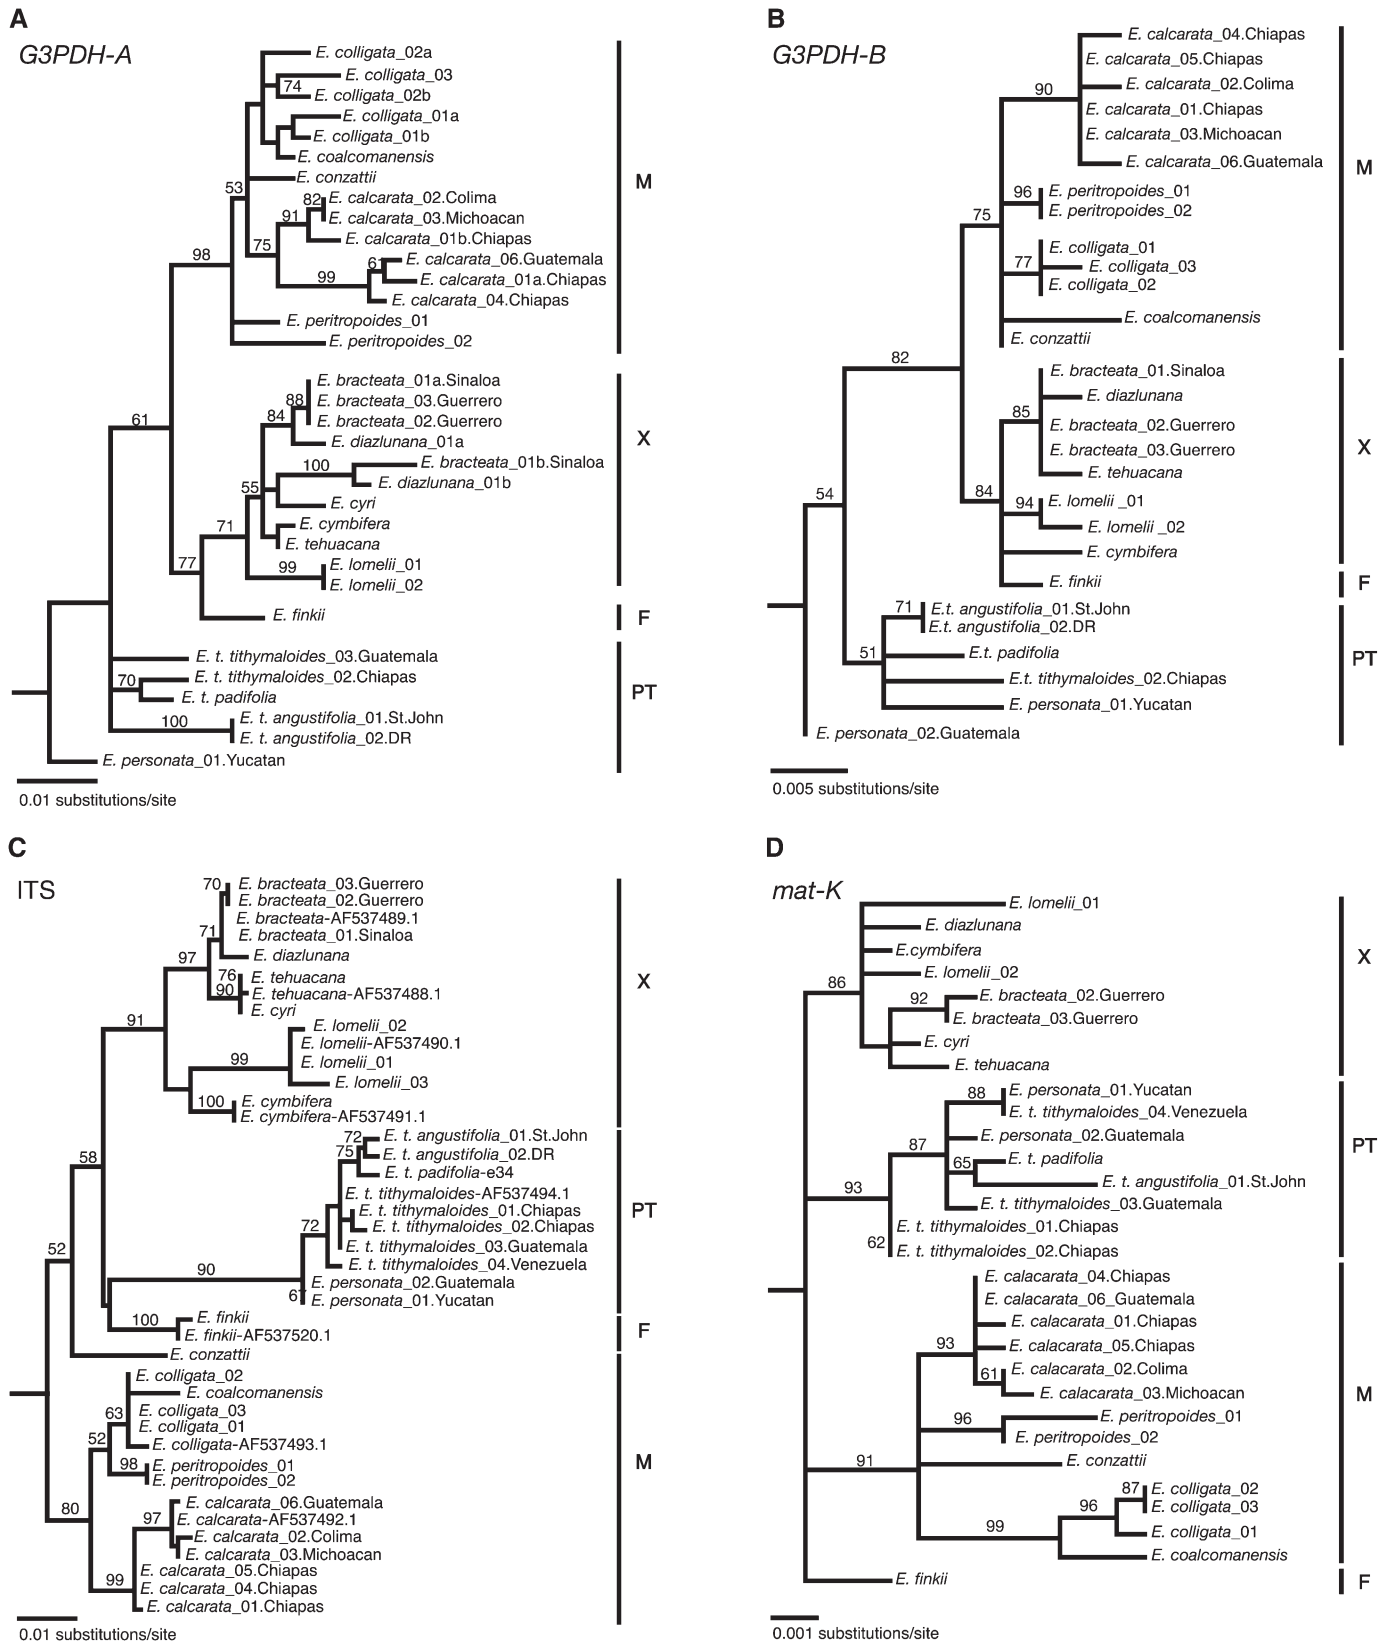 A
G3PDH-A
E. colligata_02a
E. colligata_03
74
E. colligata_02b
E. colligata_01a
E. colligata_01b
E. coalcomanensis
E. conzattii
53
82
E. calcarata_02.Colima
91
E. calcarata_03.Michoacan
75
E. calcarata_01b.Chiapas
98
61
E. calcarata_06.Guatemala
99
E. calcarata_01a.Chiapas
E. calcarata_04.Chiapas
E. peritropoides_01
E. peritropoides_02
M
E. bracteata_01a.Sinaloa
88
E. bracteata_03.Guerrero
84
E. bracteata_02.Guerrero
61
E. diazlunana_01a
100
E. bracteata_01b.Sinaloa
55
E. diazlunana_01b
E. cyri
71
E. cymbifera
E. tehuacana
77
99
E. lomelii_01
E. lomelii_02
X
E. finkii
F
E. t. tithymaloides_03.Guatemala
70
E. t. tithymaloides_02.Chiapas
E. t. padifolia
100
E. t. angustifolia_01.St.John
E. t. angustifolia_02.DR
E. personata_01.Yucatan
PT
0.01 substitutions/site
B
G3PDH-B
E. calcarata_04.Chiapas
E. calcarata_05.Chiapas
90
E. calcarata_02.Colima
E. calcarata_01.Chiapas
E. calcarata_03.Michoacan
E. calcarata_06.Guatemala
96
E. peritropoides_01
75
E. peritropoides_02
E. colligata_01
77
E. colligata_03
E. colligata_02
E. coalcomanensis
E. conzattii
M
82
E. bracteata_01.Sinaloa
E. diazlunana
85
E. bracteata_02.Guerrero
E. bracteata_03.Guerrero
E. tehuacana
54
84
94
E. lomelii _01
E. lomelii _02
E. cymbifera
X
E. finkii
F
71
E.t. angustifolia_01.St.John
E.t. angustifolia_02.DR
51
E.t. padifolia
E.t. tithymaloides_02.Chiapas
E. personata_01.Yucatan
E. personata_02.Guatemala
PT
0.005 substitutions/site
C
ITS
70
E. bracteata_03.Guerrero
E. bracteata_02.Guerrero
E. bracteata-AF537489.1
71
E. bracteata_01.Sinaloa
97
E. diazlunana
76
E. tehuacana
90
E. tehuacana-AF537488.1
E. cyri
91
E. lomelii_02
E. lomelii-AF537490.1
99
E. lomelii_01
E. lomelii_03
100
E. cymbifera
E. cymbifera-AF537491.1
X
72
E. t. angustifolia_01.St.John
75
E. t. angustifolia_02.DR
58
E. t. padifolia-e34
E. t. tithymaloides-AF537494.1
E. t. tithymaloides_01.Chiapas
72
E. t. tithymaloides_02.Chiapas
52
E. t. tithymaloides_03.Guatemala
E. t. tithymaloides_04.Venezuela
90
E. personata_02.Guatemala
67
E. personata_01.Yucatan
PT
100
E. finkii
E. finkii-AF537520.1
F
E. conzattii
E. colligata_02
E. coalcomanensis
63
E. colligata_03
E. colligata_01
52
E. colligata-AF537493.1
98
E. peritropoides_01
E. peritropoides_02
80
E. calcarata_06.Guatemala
97
E. calcarata-AF537492.1
E. calcarata_02.Colima
E. calcarata_03.Michoacan
99
E. calcarata_05.Chiapas
E. calcarata_04.Chiapas
E. calcarata_01.Chiapas
M
0.01 substitutions/site
D
mat-K
E. lomelii_01
E. diazlunana
E.cymbifera
86
E. lomelii_02
92
E. bracteata_02.Guerrero
E. bracteata_03.Guerrero
E. cyri
E. tehuacana
X
88
E. personata_01.Yucatan
E. t. tithymaloides_04.Venezuela
87
E. personata_02.Guatemala
65
E. t. padifolia
93
E. t. angustifolia_01.St.John
E. t. tithymaloides_03.Guatemala
E. t. tithymaloides_01.Chiapas
62
E. t. tithymaloides_02.Chiapas
PT
E. calacarata_04.Chiapas
E. calacarata_06_Guatemala
E. calacarata_01.Chiapas
93
E. calacarata_05.Chiapas
61
E. calacarata_02.Colima
E. calacarata_03.Michoacan
96
E. peritropoides_01
E. peritropoides_02
91
E. conzattii
87
E. colligata_02
96
E. colligata_03
99
E. colligata_01
E. coalcomanensis
M
E. finkii
F
0.001 substitutions/site